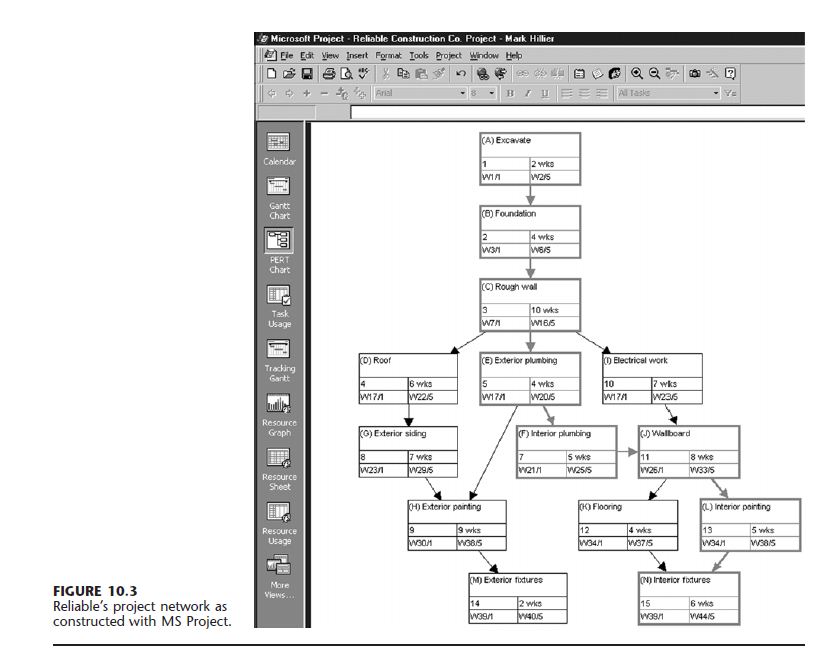 Microsoft Project - Reliable Construction Co. Project - Mark Hillier
File Edit View Insert Format Tools Project Window Help
Arial 8 B I U All Tasks
Calendar
Gantt
Chart
PERT
Chart
Task
Usage
Tracking
Gantt
Resource
Graph
Resource
Sheet
Resource
Usage
More
Views...
(A) Excavate
1 2 wks
W1/1 W2/5
(B) Foundation
2 4 wks
W3/1 W6/5
(C) Rough wall
3 10 wks
W7/1 W16/5
(D) Roof
4 6 wks
W17/1 W22/5
(E) Exterior plumbing
5 4 wks
W17/1 W20/5
(I) Electrical work
10 7 wks
W17/1 W23/5
(G) Exterior siding
8 7 wks
W23/1 W29/5
(F) Interior plumbing
7 5 wks
W21/1 W25/5
(J) Wallboard
11 8 wks
W26/1 W33/5
(H) Exterior painting
9 9 wks
W30/1 W38/5
(K) Flooring
12 4 wks
W34/1 W37/5
(L) Interior painting
13 5 wks
W34/1 W38/5
(M) Exterior fixtures
14 2 wks
W39/1 W40/5
(N) Interior fixtures
15 6 wks
W39/1 W44/5
FIGURE 10.3
Reliable's project network as
constructed with MS Project.